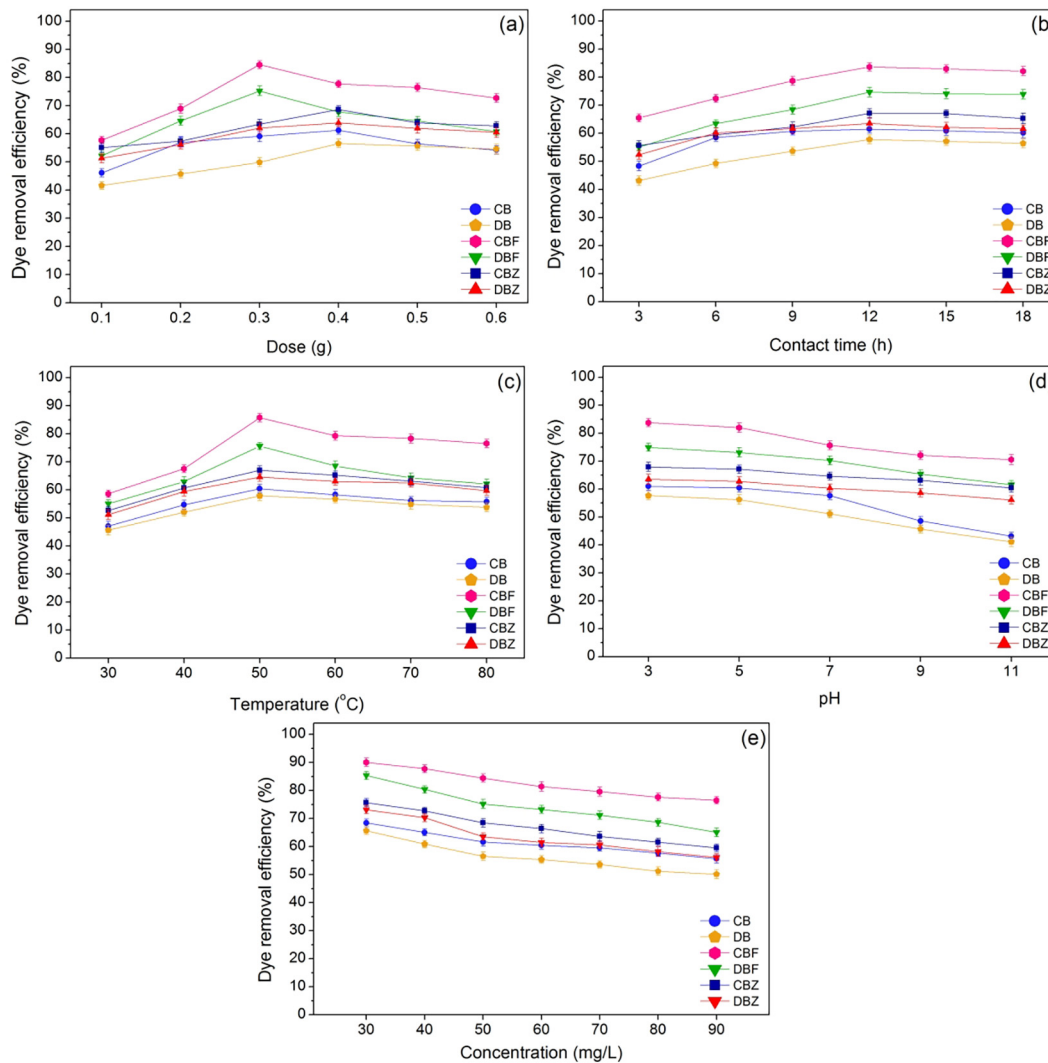 (a)
Dye removal efficiency (%)
100
90
80
70
60
50
40
30
20
10
0
0.1 0.2 0.3 0.4 0.5 0.6
Dose (g)
CB
DB
CBF
DBF
CBZ
DBZ
(b)
Dye removal efficiency (%)
100
90
80
70
60
50
40
30
20
10
0
3 6 9 12 15 18
Contact time (h)
CB
DB
CBF
DBF
CBZ
DBZ
(c)
Dye removal efficiency (%)
100
90
80
70
60
50
40
30
20
10
0
30 40 50 60 70 80
Temperature (°C)
CB
DB
CBF
DBF
CBZ
DBZ
(d)
Dye removal efficiency (%)
100
90
80
70
60
50
40
30
20
10
0
3 5 7 9 11
pH
CB
DB
CBF
DBF
CBZ
DBZ
(e)
Dye removal efficiency (%)
100
90
80
70
60
50
40
30
20
10
0
30 40 50 60 70 80 90
Concentration (mg/L)
CB
DB
CBF
DBF
CBZ
DBZ